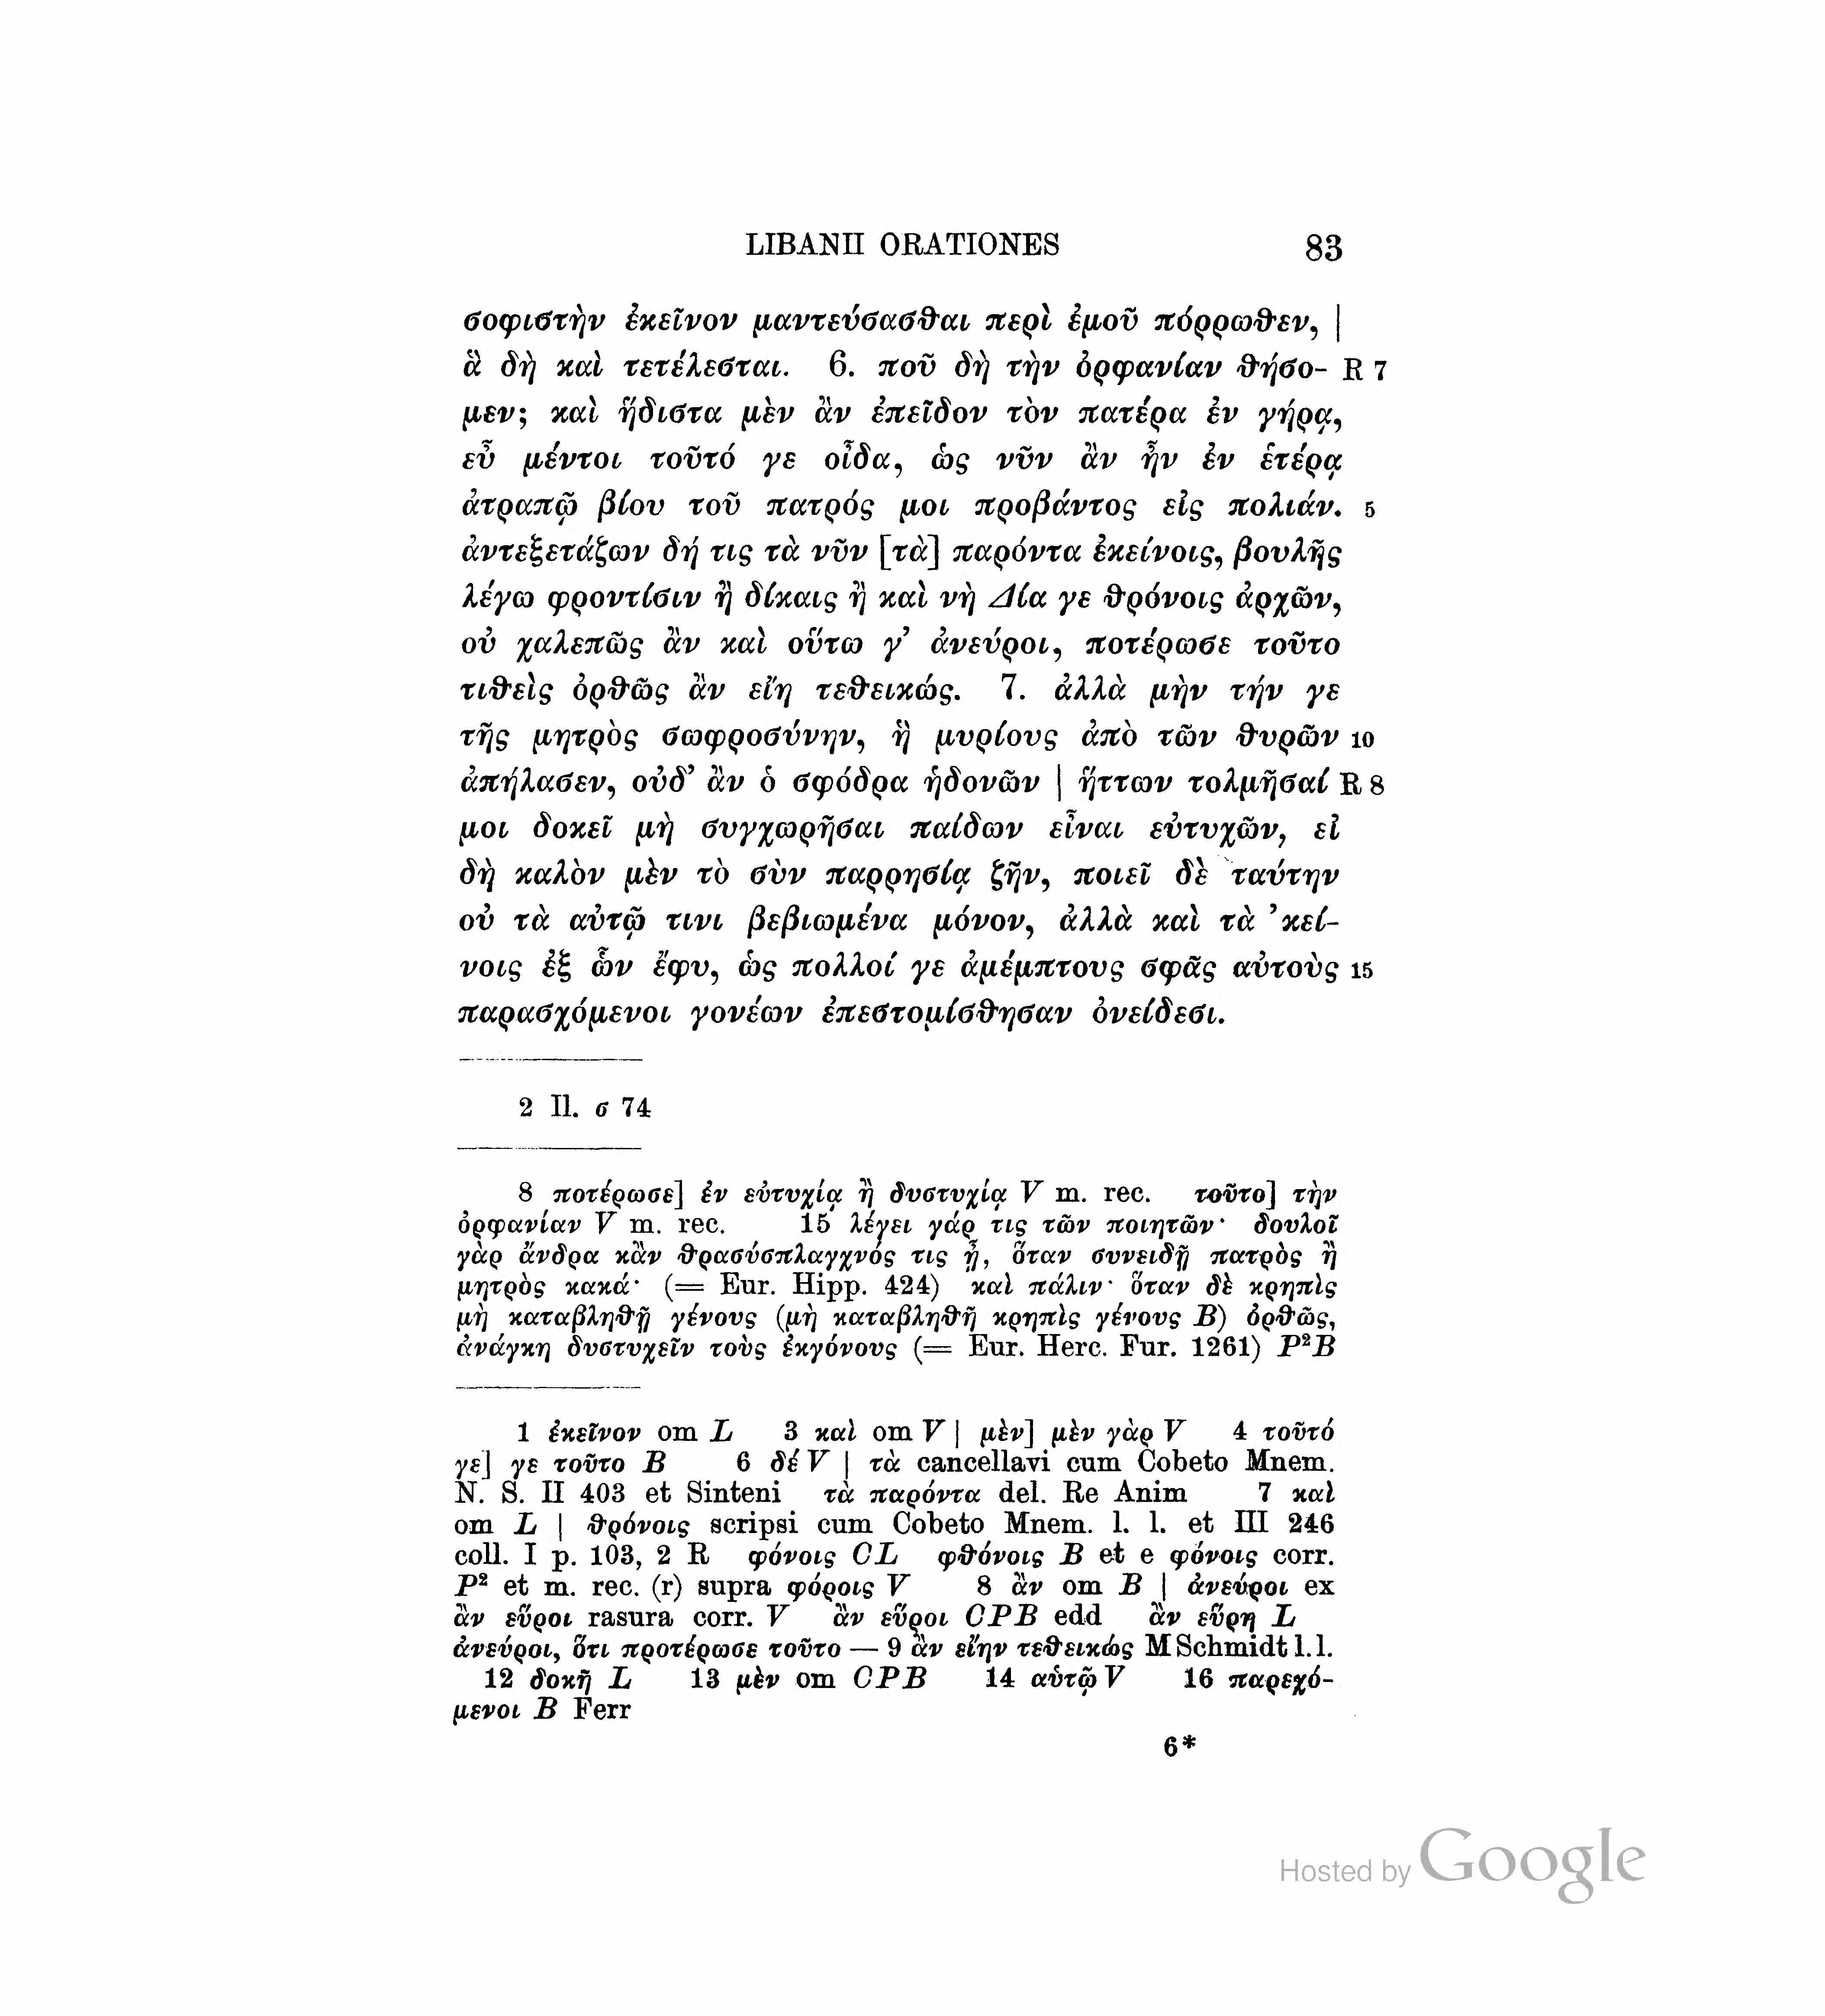 LIBANII ORATIONES 83
σοφιστὴν ἐκεῖνον μαντεύσασθαι περὶ ἐμοῦ πόρρωθεν, |
ἃ δὴ καὶ τετέλεσται. 6. ποῦ δὴ τὴν ὀρφανίαν θήσο- R 7
μεν; καὶ ἥδιστα μὲν ἂν ἐπεῖδον τὸν πατέρα ἐν γήρᾳ,
εὖ μέντοι τοῦτό γε οἶδα, ὡς νῦν ἂν ἦν ἐν ἑτέρᾳ
ἀτραπῷ βίου τοῦ πατρός μοι προβάντος εἰς πολιάν. 5
ἀντεξετάζων δή τις τὰ νῦν [τὰ] παρόντα ἐκείνοις, βουλῆς
λέγω φροντίσιν ἢ δίκαις ἢ καὶ νὴ Δία γε θρόνοις ἀρχῶν,
οὐ χαλεπῶς ἂν καὶ οὕτω γ’ ἀνεύροι, ποτέρωσε τοῦτο
τιθεὶς ὀρθῶς ἂν εἴη τεθεικώς. 7. ἀλλὰ μὴν τήν γε
τῆς μητρὸς σωφροσύνην, ἣ μυρίους ἀπὸ τῶν θυρῶν 10
ἀπήλασεν, οὐδ’ ἂν ὁ σφόδρα ἡδονῶν | ἥττων τολμῆσαί R 8
μοι δοκεῖ μὴ συγχωρῆσαι παίδων εἶναι εὐτυχῶν, εἰ
δὴ καλὸν μὲν τὸ σὺν παρρησίᾳ ζῆν, ποιεῖ δὲ ταύτην
οὐ τὰ αὐτῷ τινι βεβιωμένα μόνον, ἀλλὰ καὶ τὰ ’κεί-
νοις ἐξ ὧν ἔφυ, ὡς πολλοί γε ἀμέμπτους σφᾶς αὐτοὺς 15
παρασχόμενοι γονέων ἐπεστομίσθησαν ὀνείδεσι.
2 Il. σ 74
8 ποτέρωσε] ἐν εὐτυχίᾳ ἢ δυστυχίᾳ V m. rec. τοῦτο] τὴν
ὀρφανίαν V m. rec. 15 λέγει γάρ τις τῶν ποιητῶν· δουλοῖ
γὰρ ἄνδρα κἂν θρασύσπλαγχνός τις ᾖ, ὅταν συνειδῇ πατρὸς ἢ
μητρὸς κακά· (= Eur. Hipp. 424) καὶ πάλιν· ὅταν δὲ κρηπὶς
μὴ καταβληθῇ γένους (μὴ καταβληθῆ κρηπὶς γένους B) ὀρθῶς,
ἀνάγκη δυστυχεῖν τοὺς ἐκγόνους (= Eur. Herc. Fur. 1261) P²B
1 ἐκεῖνον om L 3 καὶ om V | μὲν] μὲν γὰρ V 4 τοῦτό
γε] γε τοῦτο B 6 δέ V | τὰ cancellavi cum Cobeto Mnem.
N. S. II 403 et Sinteni τὰ παρόντα del. Re Anim 7 καὶ
om L | θρόνοις scripsi cum Cobeto Mnem. l. l. et III 246
coll. I p. 103, 2 R φόνοις CL φθόνοις B et e φόνοις corr.
P² et m. rec. (r) supra φόροις V 8 ἂν om B | ἀνεύροι ex
ἂν εὕροι rasura corr. V ἂν εὕροι CPB edd ἂν εὕρη L
ἀνεύροι, ὅτι προτέρωσε τοῦτο — 9 ἂν εἴην τεθεικώς MSchmidt l. l.
12 δοκῆ L 13 μὲν om CPB 14 αὑτῷ V 16 παρεχό-
μενοι B Ferr
6*
Hosted by Google